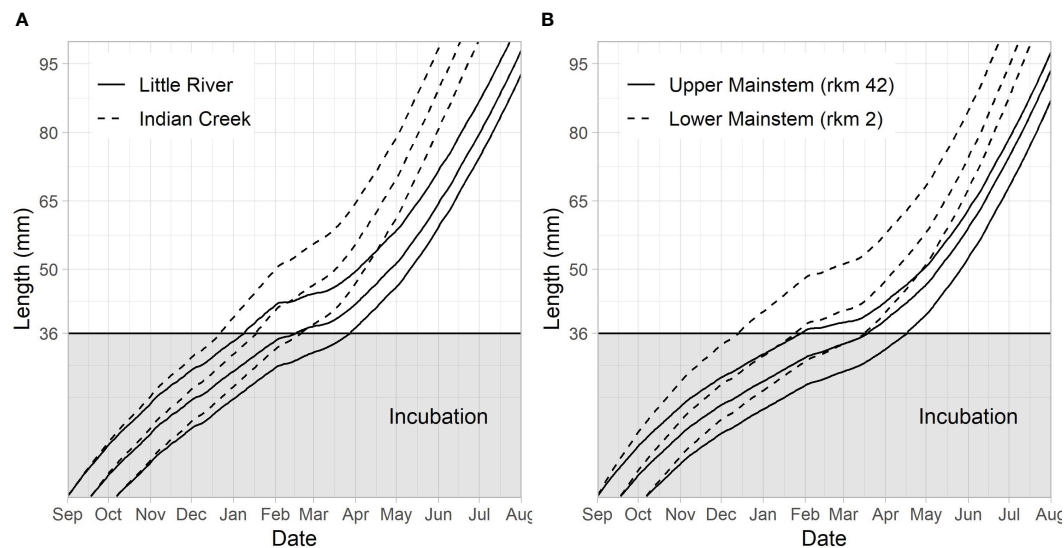 A
Length (mm)
95
80
65
50
36
Little River
Indian Creek
Incubation
Sep Oct Nov Dec Jan Feb Mar Apr May Jun Jul Aug
Date
B
Length (mm)
95
80
65
50
36
Upper Mainstem (rkm 42)
Lower Mainstem (rkm 2)
Incubation
Sep Oct Nov Dec Jan Feb Mar Apr May Jun Jul Aug
Date